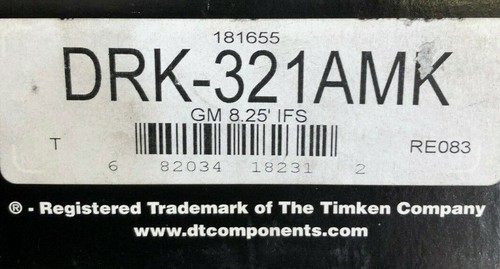 181655
DRK-321AMK
GM 8.25' IFS
T RE083
6 82034 18231 2
® - Registered Trademark of The Timken Company
www.dtcomponents.com